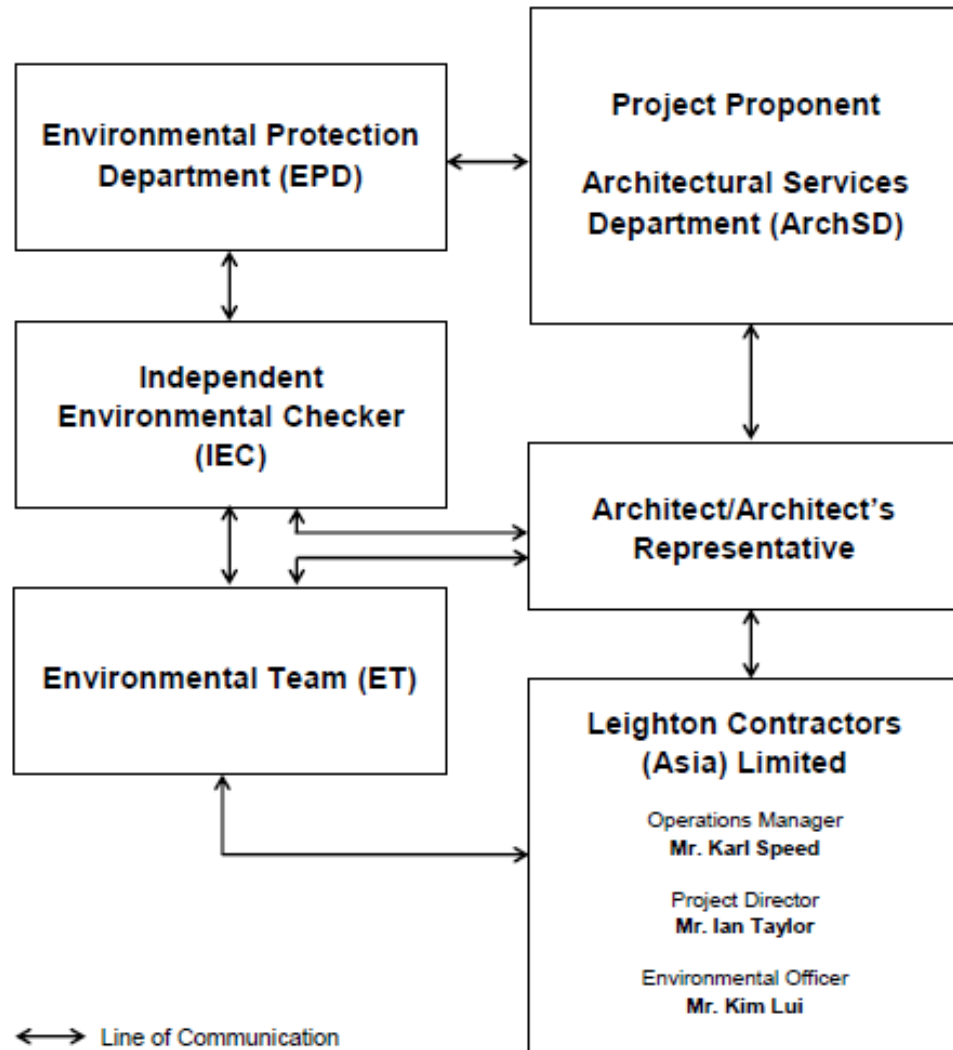 Environmental Protection
Department (EPD)
Project Proponent
Architectural Services
Department (ArchSD)
Independent
Environmental Checker
(IEC)
Architect/Architect's
Representative
Environmental Team (ET)
Leighton Contractors
(Asia) Limited
Operations Manager
Mr. Karl Speed
Project Director
Mr. Ian Taylor
Environmental Officer
Mr. Kim Lui
Line of Communication